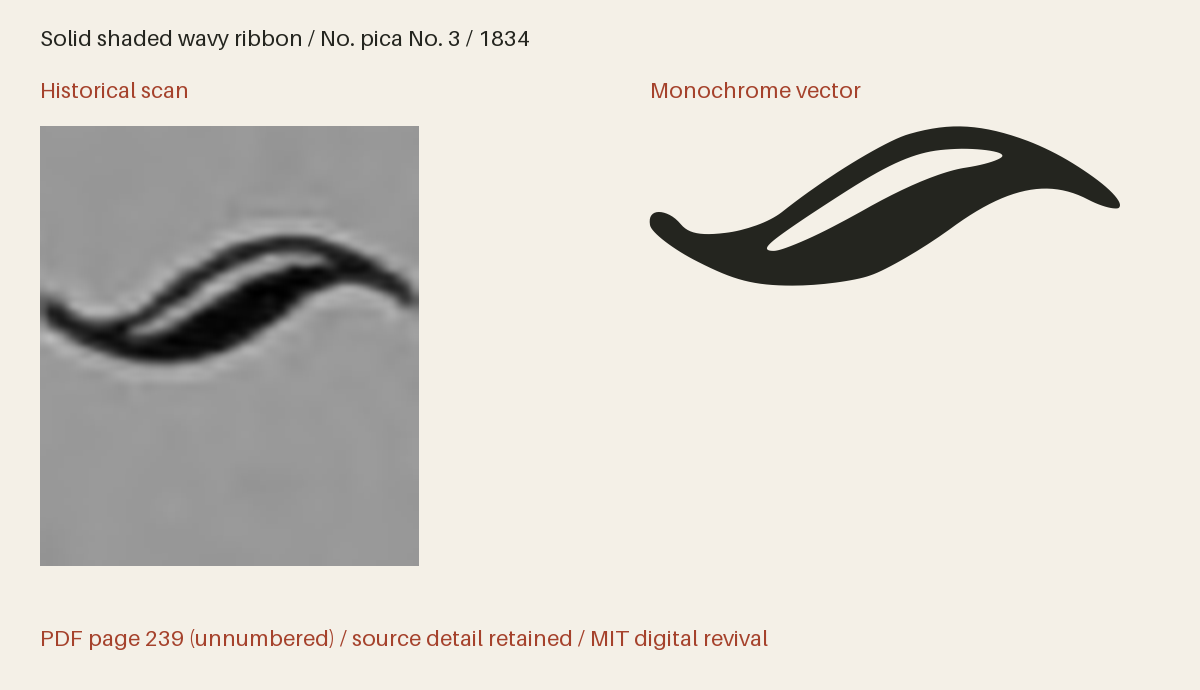 Solid shaded wavy ribbon / No. pica No. 3 / 1834
Historical scan
Monochrome vector
PDF page 239 (unnumbered) / source detail retained / MIT digital revival